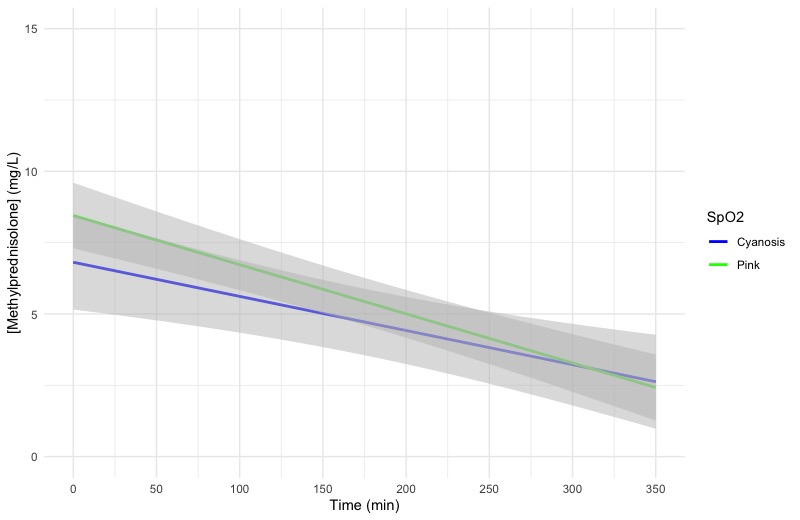 15
10
5
0
[Methylprednisolone] (mg/L)
0 50 100 150 200 250 300 350
Time (min)
SpO2
Cyanosis
Pink